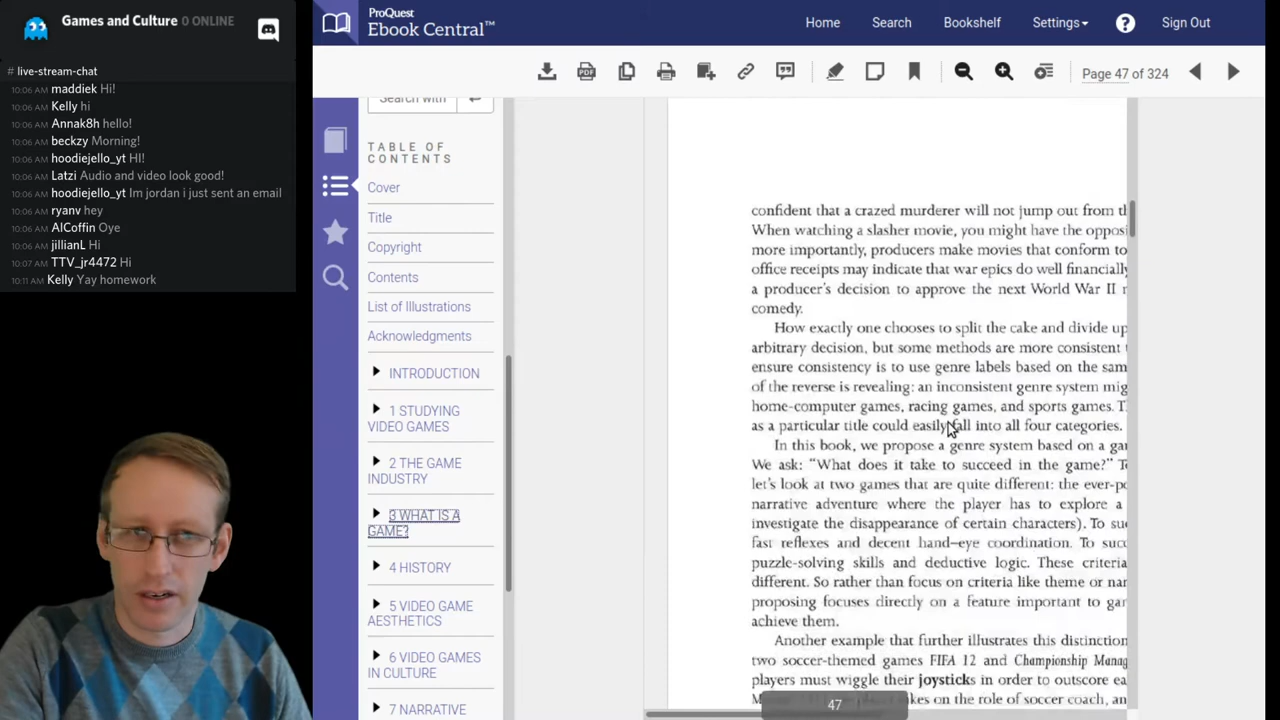 Games and Culture 0 ONLINE
# live-stream-chat
10:06 AM maddiek Hi!
10:06 AM Kelly hi
10:06 AM Annak8h hello!
10:06 AM beckzy Morning!
10:06 AM hoodiejello_yt HI!
10:06 AM Latzi Audio and video look good!
10:06 AM hoodiejello_yt Im jordan i just sent an email
10:06 AM ryanv hey
10:06 AM AlCoffin Oye
10:06 AM jillianL Hi
10:07 AM TTV_jr4472 Hi
10:11 AM Kelly Yay homework
ProQuest
Ebook Central™
Home Search Bookshelf Settings ? Sign Out
PDF
Page 47 of 324
Search with
TABLE OF
CONTENTS
Cover
Title
Copyright
Contents
List of Illustrations
Acknowledgments
INTRODUCTION
1 STUDYING
VIDEO GAMES
2 THE GAME
INDUSTRY
3 WHAT IS A
GAME?
4 HISTORY
5 VIDEO GAME
AESTHETICS
6 VIDEO GAMES
IN CULTURE
7 NARRATIVE
confident that a crazed murderer will not jump out from
When watching a slasher movie, you might have the
more importantly, producers make movies that conform to
office receipts may indicate that war epics do well financially
a producer's decision to approve the next World War II
comedy.
How exactly one chooses to split the cake and divide up
arbitrary decision, but some methods are more consistent
ensure consistency is to use genre labels based on the
of the reverse is revealing: an inconsistent genre system
home-computer games, racing games, and sports games.
as a particular title could easily fall into all four categories.
In this book, we propose a genre system based on a
We ask: "What does it take to succeed in the game?"
let's look at two games that are quite different: the
narrative adventure where the player has to explore a
investigate the disappearance of certain characters). To
fast reflexes and decent hand–eye coordination. To
puzzle-solving skills and deductive logic. These
different. So rather than focus on criteria like theme or
proposing focuses directly on a feature important to
achieve them.
Another example that further illustrates this distinction
two soccer-themed games FIFA 12 and Championship
players must wiggle their joysticks in order to outscore
on the role of soccer coach,
47